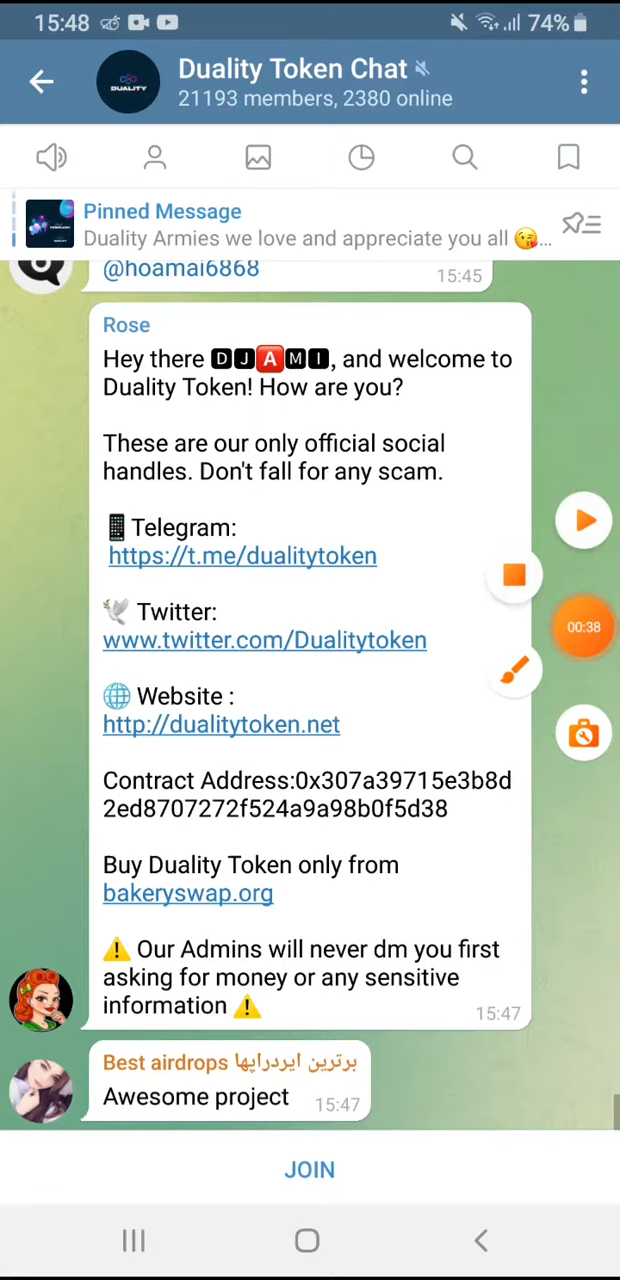 15:48
74%
DUALITY
Duality Token Chat
21193 members, 2380 online
Pinned Message
Duality Armies we love and appreciate you all 😘...
@hoamai6868
15:45
Rose
Hey there 🅳🅹🅰🅼🅸, and welcome to
Duality Token! How are you?
These are our only official social
handles. Don't fall for any scam.
📱Telegram:
https://t.me/dualitytoken
🕊 Twitter:
www.twitter.com/Dualitytoken
🌐 Website :
http://dualitytoken.net
00:38
Contract Address:0x307a39715e3b8d
2ed8707272f524a9a98b0f5d38
Buy Duality Token only from
bakeryswap.org
⚠️ Our Admins will never dm you first
asking for money or any sensitive
information ⚠️
15:47
Best airdrops برترین ایردراپها
Awesome project
15:47
JOIN